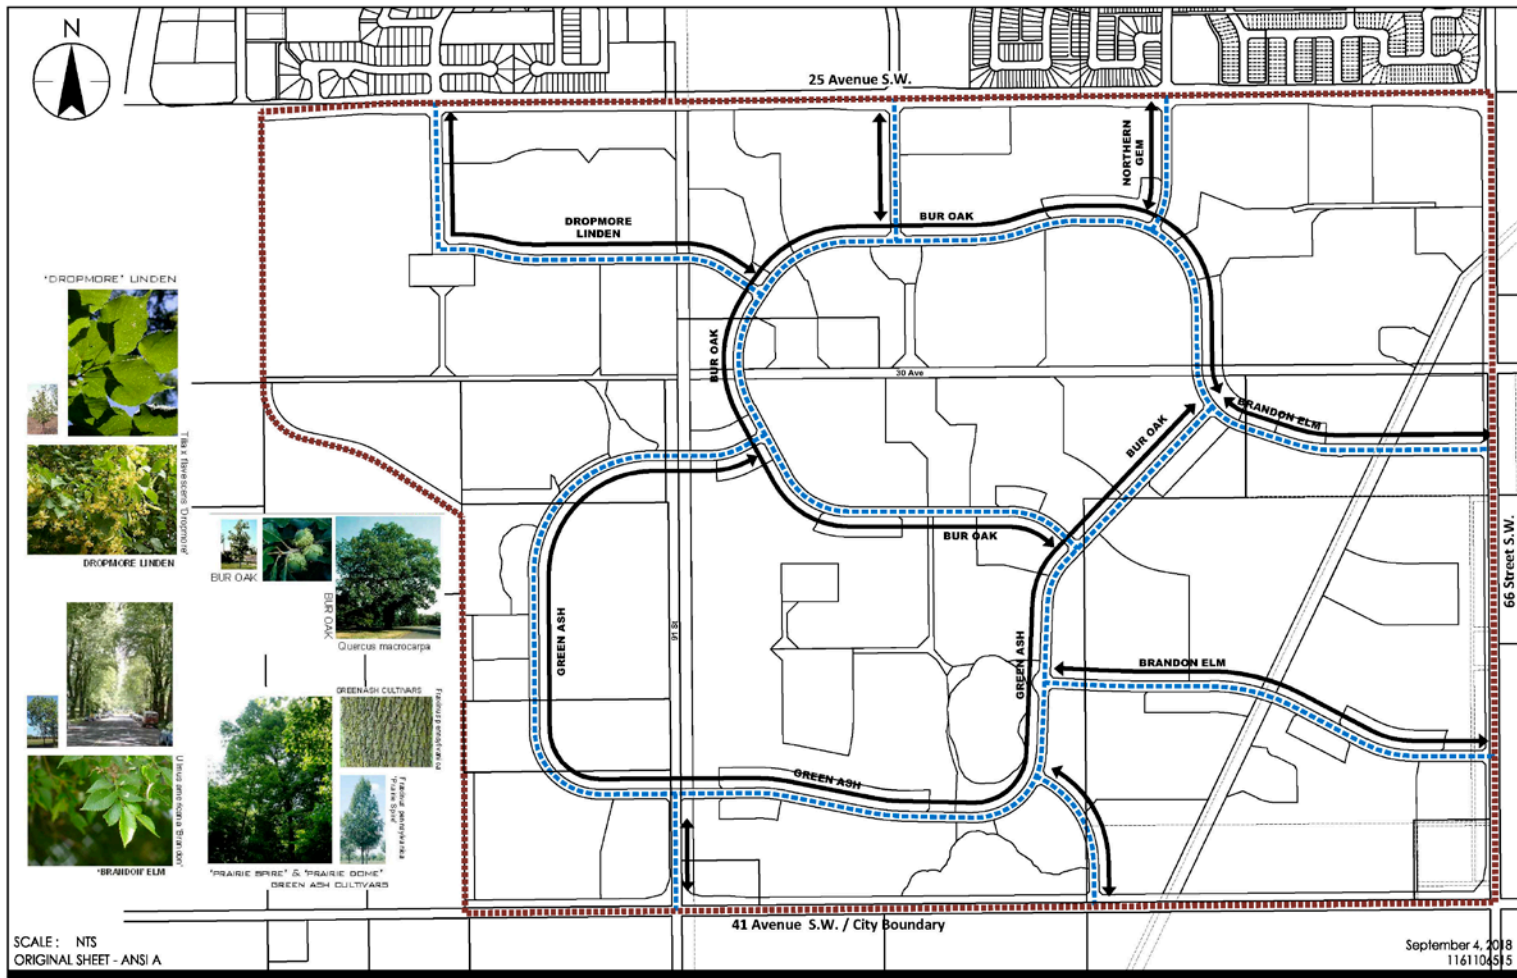 N
25 Avenue S.W.
NORTHERN
GEM
DROPMORE
LINDEN
BUR OAK
"DROPMORE" LINDEN
BUR OAK
30 Ave
BRANDON ELM
BUR OAK
DROPMORE LINDEN
BUR OAK
BUR OAK
BUR OAK
Quercus macrocarpa
66 Street S.W.
GREEN ASH
91 St
GREEN ASH
BRANDON ELM
GREEN ASH CULTIVARS
GREEN ASH
"BRANDON" ELM
"PRAIRIE SPIRE" & "PRAIRIE DOME"
GREEN ASH CULTIVARS
41 Avenue S.W. / City Boundary
SCALE : NTS
ORIGINAL SHEET - ANSI A
September 4, 2018
1161106515